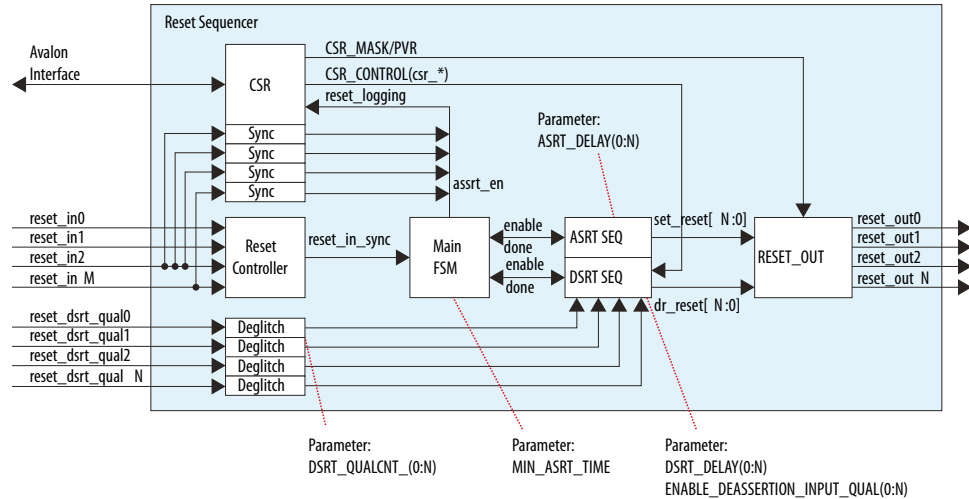 Reset Sequencer
Avalon
Interface
CSR
CSR_MASK/PVR
CSR_CONTROL(csr_*)
reset_logging
Sync
Sync
Sync
Sync
assrt_en
Parameter:
ASRT_DELAY(0:N)
reset_in0
reset_in1
reset_in2
reset_in M
Reset
Controller
reset_in_sync
Main
FSM
enable
done
enable
done
ASRT SEQ
DSRT SEQ
set_reset[ N:0]
dr_reset[ N:0]
RESET_OUT
reset_out0
reset_out1
reset_out2
reset_out N
reset_dsrt_qual0
reset_dsrt_qual1
reset_dsrt_qual2
reset_dsrt_qual N
Deglitch
Deglitch
Deglitch
Deglitch
Parameter:
DSRT_QUALCNT_(0:N)
Parameter:
MIN_ASRT_TIME
Parameter:
DSRT_DELAY(0:N)
ENABLE_DEASSERTION_INPUT_QUAL(0:N)